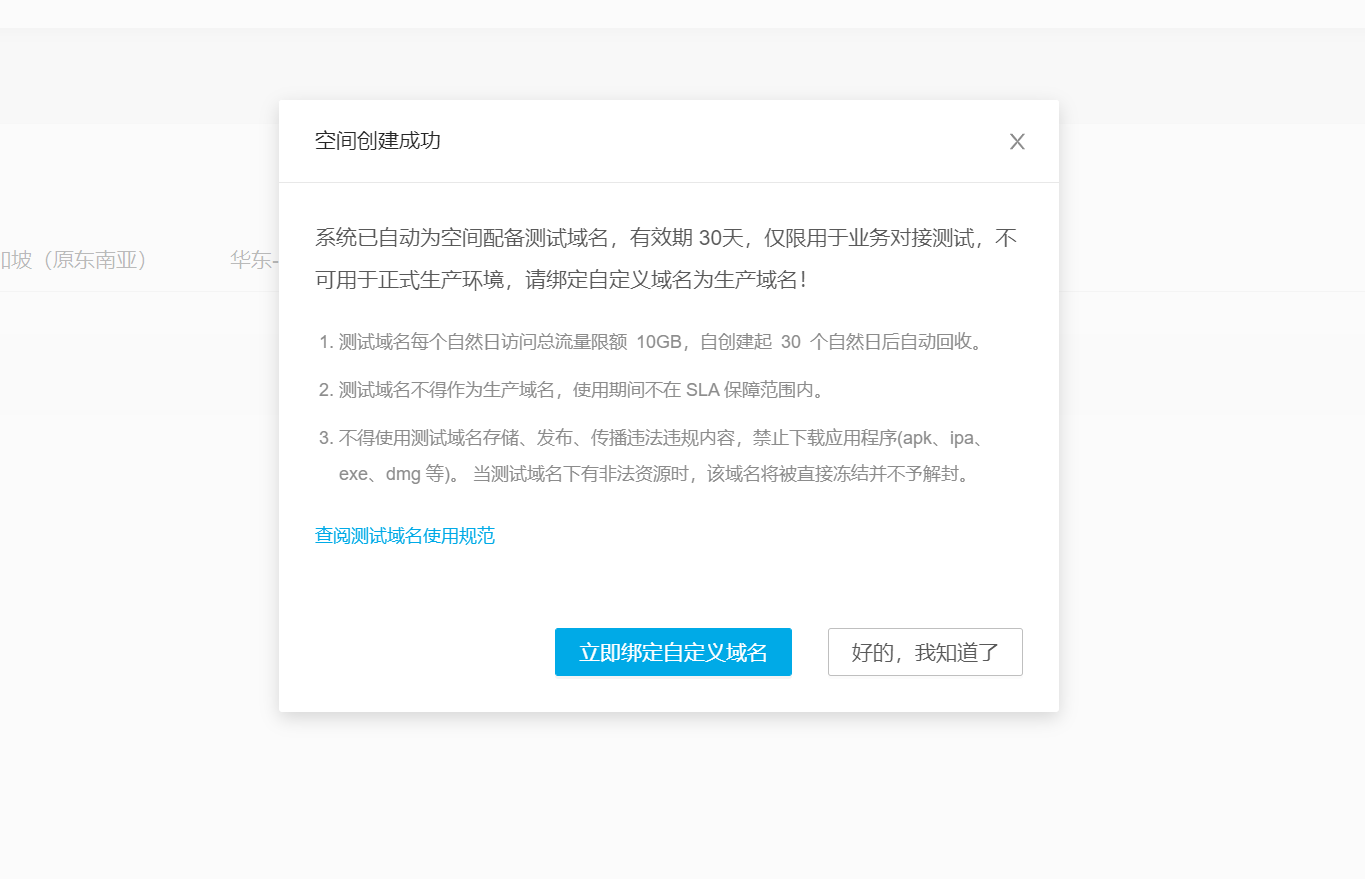 空间创建成功
系统已自动为空间配备测试域名，有效期 30天，仅限用于业务对接测试，不
可用于正式生产环境，请绑定自定义域名为生产域名！
加坡（原东南亚）
华东-
1. 测试域名每个自然日访问总流量限额 10GB，自创建起 30 个自然日后自动回收。
2. 测试域名不得作为生产域名，使用期间不在 SLA 保障范围内。
3. 不得使用测试域名存储、发布、传播违法违规内容，禁止下载应用程序(apk、ipa、
exe、dmg 等)。 当测试域名下有非法资源时，该域名将被直接冻结并不予解封。
查阅测试域名使用规范
立即绑定自定义域名
好的，我知道了